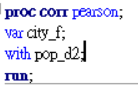 proc corr pearson;
var city_f;
with pop_d2;
run;